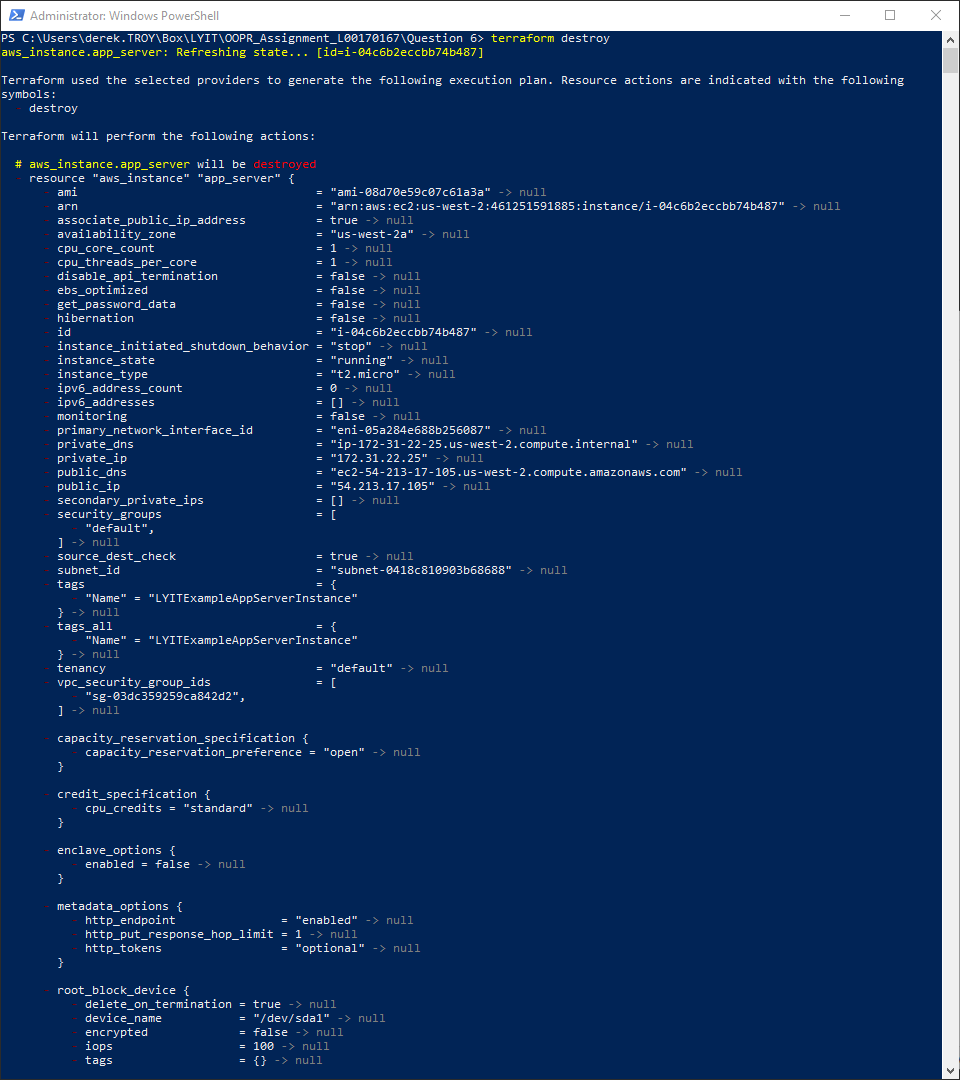 Administrator: Windows PowerShell
PS C:\Users\derek.TROY\Box\LYIT\OOPR_Assignment_L00170167\Question 6> terraform destroy
aws_instance.app_server: Refreshing state... [id=i-04c6b2eccbb74b487]

Terraform used the selected providers to generate the following execution plan. Resource actions are indicated with the following
symbols:
  - destroy

Terraform will perform the following actions:

  # aws_instance.app_server will be destroyed
  - resource "aws_instance" "app_server" {
      - ami                                  = "ami-08d70e59c07c61a3a" -> null
      - arn                                  = "arn:aws:ec2:us-west-2:461251591885:instance/i-04c6b2eccbb74b487" -> null
      - associate_public_ip_address          = true -> null
      - availability_zone                    = "us-west-2a" -> null
      - cpu_core_count                       = 1 -> null
      - cpu_threads_per_core                 = 1 -> null
      - disable_api_termination              = false -> null
      - ebs_optimized                        = false -> null
      - get_password_data                    = false -> null
      - hibernation                          = false -> null
      - id                                   = "i-04c6b2eccbb74b487" -> null
      - instance_initiated_shutdown_behavior = "stop" -> null
      - instance_state                       = "running" -> null
      - instance_type                        = "t2.micro" -> null
      - ipv6_address_count                   = 0 -> null
      - ipv6_addresses                       = [] -> null
      - monitoring                           = false -> null
      - primary_network_interface_id         = "eni-05a284e688b256087" -> null
      - private_dns                          = "ip-172-31-22-25.us-west-2.compute.internal" -> null
      - private_ip                           = "172.31.22.25" -> null
      - public_dns                           = "ec2-54-213-17-105.us-west-2.compute.amazonaws.com" -> null
      - public_ip                            = "54.213.17.105" -> null
      - secondary_private_ips                = [] -> null
      - security_groups                      = [
          - "default",
        ] -> null
      - source_dest_check                    = true -> null
      - subnet_id                            = "subnet-0418c810903b68688" -> null
      - tags                                 = {
          - "Name" = "LYITExampleAppServerInstance"
        } -> null
      - tags_all                             = {
          - "Name" = "LYITExampleAppServerInstance"
        } -> null
      - tenancy                              = "default" -> null
      - vpc_security_group_ids               = [
          - "sg-03dc359259ca842d2",
        ] -> null

      - capacity_reservation_specification {
          - capacity_reservation_preference = "open" -> null
        }

      - credit_specification {
          - cpu_credits = "standard" -> null
        }

      - enclave_options {
          - enabled = false -> null
        }

      - metadata_options {
          - http_endpoint               = "enabled" -> null
          - http_put_response_hop_limit = 1 -> null
          - http_tokens                 = "optional" -> null
        }

      - root_block_device {
          - delete_on_termination = true -> null
          - device_name           = "/dev/sda1" -> null
          - encrypted             = false -> null
          - iops                  = 100 -> null
          - tags                  = {} -> null